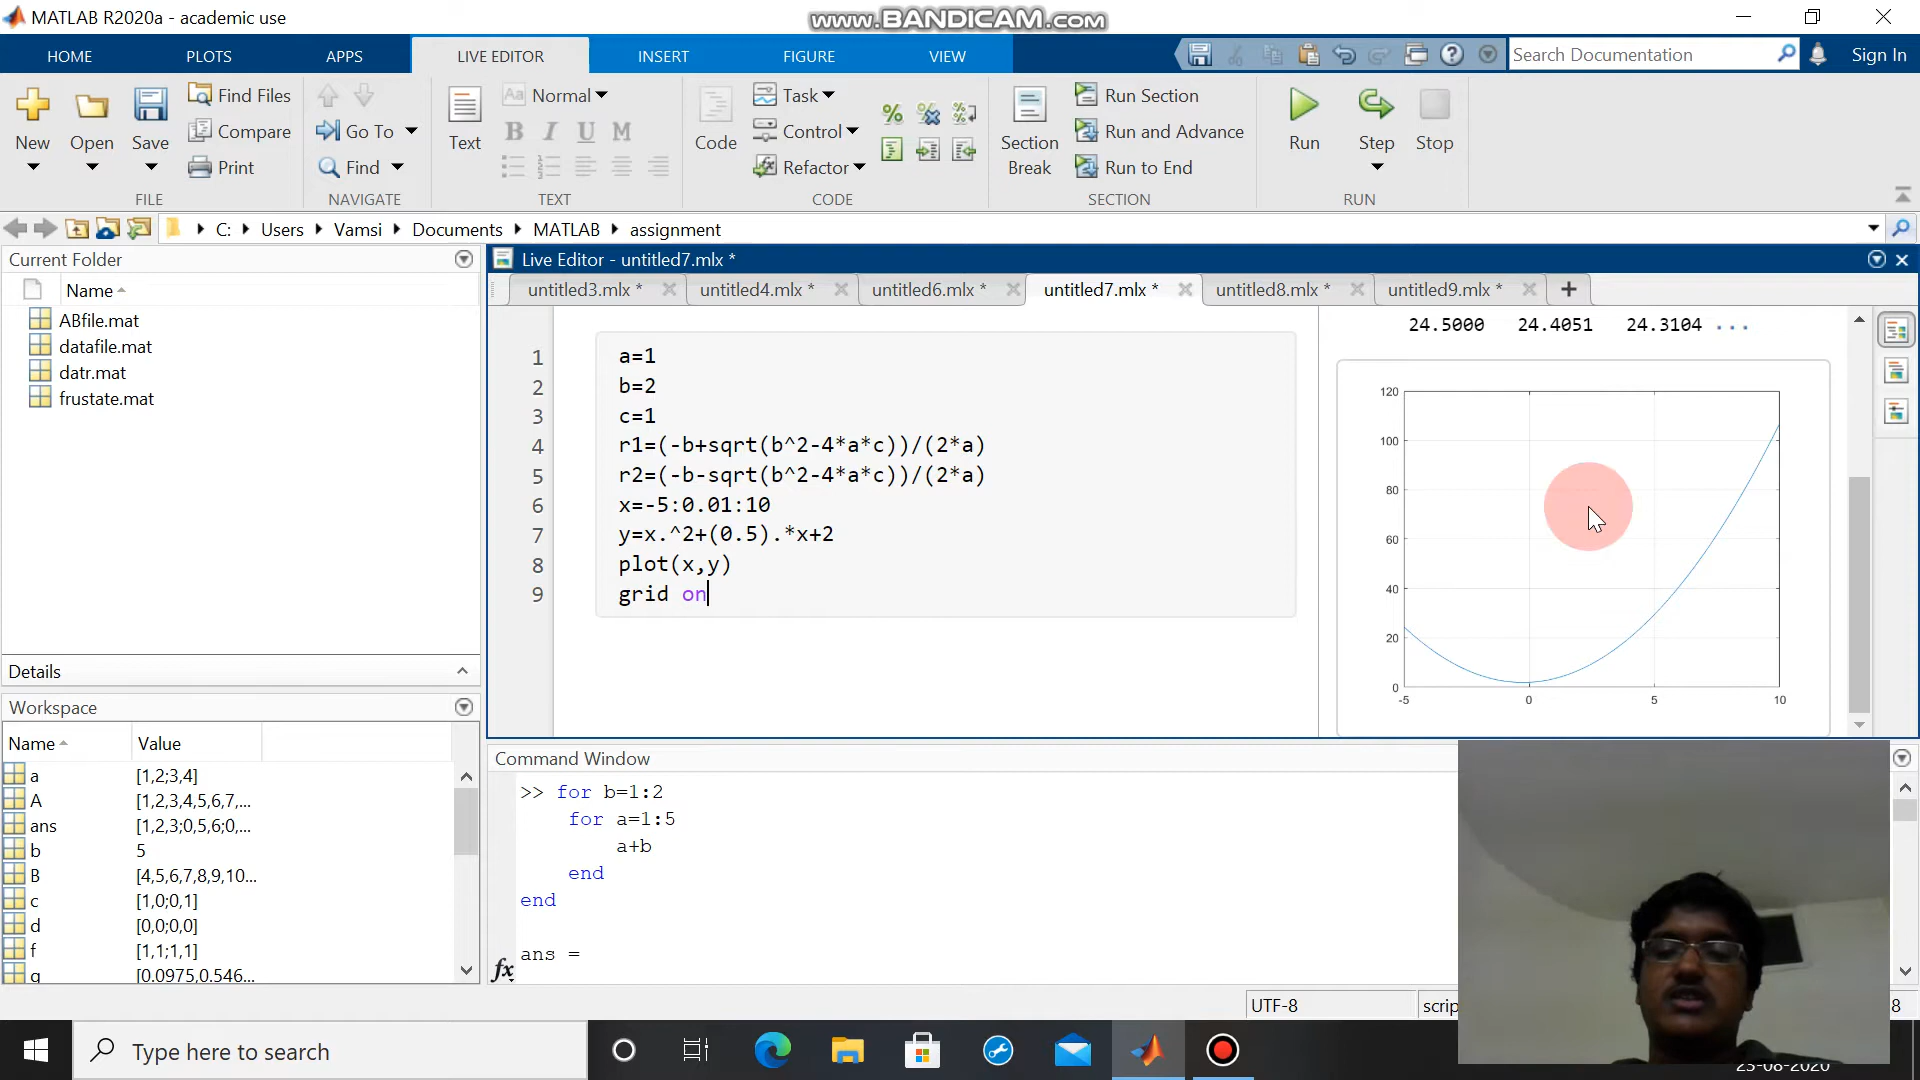 MATLAB R2020a - academic use
www.BANDICAM.com
HOME PLOTS APPS LIVE EDITOR INSERT FIGURE VIEW
Search Documentation
Sign In
New
Open
Save
Find Files
Compare
Print
FILE
Go To
Find
NAVIGATE
Text
Aa Normal
B I U M
TEXT
Code
Task
Control
Refactor
CODE
Section Break
Run Section
Run and Advance
Run to End
SECTION
Run
Step
Stop
RUN
C: Users Vamsi Documents MATLAB assignment
Current Folder
Name
ABfile.mat
datafile.mat
datr.mat
frustate.mat
Details
Workspace
Name Value
a [1,2;3,4]
A [1,2,3,4,5,6,7,...
ans [1,2,3;0,5,6;0,...
b 5
B [4,5,6,7,8,9,10...
c [1,0;0,1]
d [0,0;0,0]
f [1,1;1,1]
g [0.0975,0.546...
Live Editor - untitled7.mlx *
untitled3.mlx * untitled4.mlx * untitled6.mlx * untitled7.mlx * untitled8.mlx * untitled9.mlx *
1 a=1
2 b=2
3 c=1
4 r1=(-b+sqrt(b^2-4*a*c))/(2*a)
5 r2=(-b-sqrt(b^2-4*a*c))/(2*a)
6 x=-5:0.01:10
7 y=x.^2+(0.5).*x+2
8 plot(x,y)
9 grid on
24.5000 24.4051 24.3104 ...
120
100
80
60
40
20
0
-5 0 5 10
Command Window
>> for b=1:2
for a=1:5
a+b
end
end
ans =
fx
UTF-8
scrip
8
Type here to search
23-08-2020